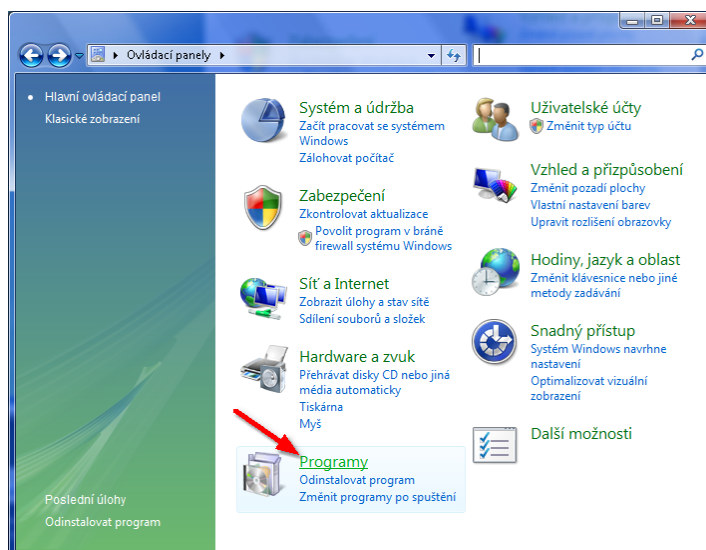 Ovládací panely
Hlavní ovládací panel
Klasické zobrazení
Poslední úlohy
Odinstalovat program
Systém a údržba
Začít pracovat se systémem
Windows
Zálohovat počítač
Zabezpečení
Zkontrolovat aktualizace
Povolit program v bráně
firewall systému Windows
Síť a Internet
Zobrazit úlohy a stav sítě
Sdílení souborů a složek
Hardware a zvuk
Přehrávat disky CD nebo jiná
média automaticky
Tiskárna
Myš
Programy
Odinstalovat program
Změnit programy po spuštění
Uživatelské účty
Změnit typ účtu
Vzhled a přizpůsobení
Změnit pozadí plochy
Vlastní nastavení barev
Upravit rozlišení obrazovky
Hodiny, jazyk a oblast
Změnit klávesnice nebo jiné
metody zadávání
Snadný přístup
Systém Windows navrhne
nastavení
Optimalizovat vizuální
zobrazení
Další možnosti